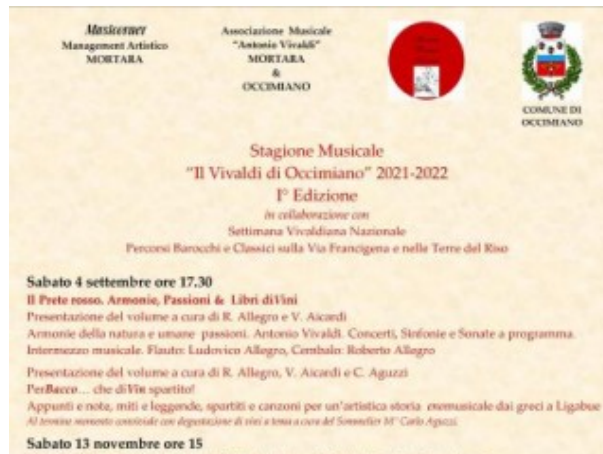 Musicorner
Management Artistico
MORTARA
Associazione Musicale
"Antonio Vivaldi"
MORTARA
&
OCCIMIANO
COMUNE DI
OCCIMIANO
Stagione Musicale
"Il Vivaldi di Occimiano" 2021-2022
I° Edizione
in collaborazione con
Settimana Vivaldiana Nazionale
Percorsi Barocchi e Classici sulla Via Francigena e nelle Terre del Riso
Sabato 4 settembre ore 17.30
Il Prete rosso. Armonie, Passioni & Libri diVini
Presentazione del volume a cura di R. Allegro e V. Aicardi
Armonie della natura e umane passioni. Antonio Vivaldi. Concerti, Sinfonie e Sonate a programma.
Intermezzo musicale. Flauto: Ludovico Allegro, Cembalo: Roberto Allegro
Presentazione del volume a cura di R. Allegro, V. Aicardi e C. Aguzzi
PerBacco… che diVin spartito!
Appunti e note, miti e leggende, spartiti e canzoni per un'artistica storia enomusicale dai greci a Ligabue
Al termine momento conviviale con degustazione di vini a tema a cura del Sommelier M° Carlo Aguzzi.
Sabato 13 novembre ore 15